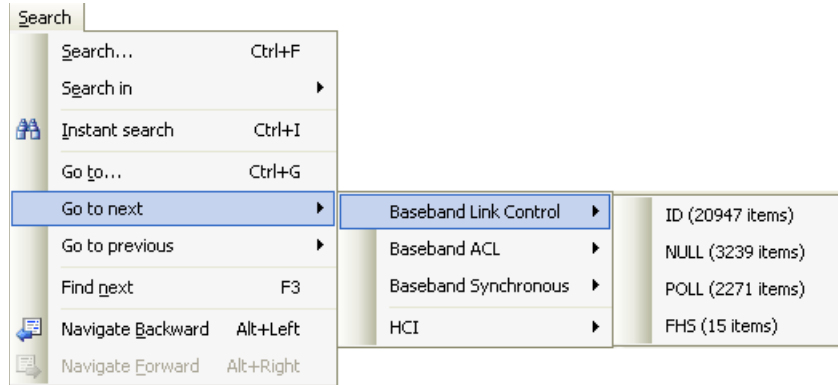 Search
Search... Ctrl+F
Search in
Instant search Ctrl+I
Go to... Ctrl+G
Go to next
Baseband Link Control
ID (20947 items)
Go to previous
Baseband ACL
NULL (3239 items)
Find next F3
Baseband Synchronous
POLL (2271 items)
Navigate Backward Alt+Left
HCI
FHS (15 items)
Navigate Forward Alt+Right